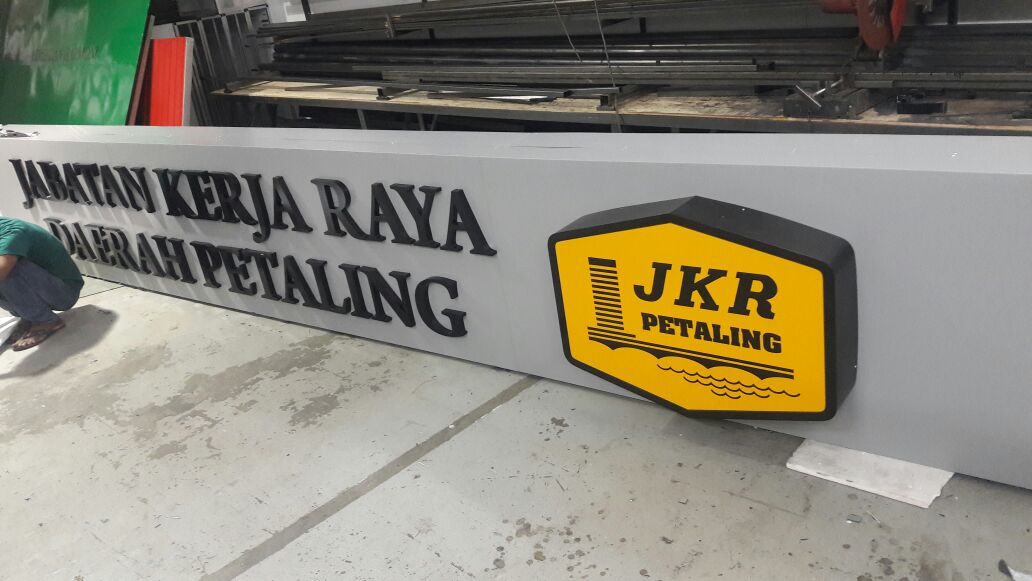 JABATAN KERJA RAYA
DAERAH PETALING
JKR
PETALING